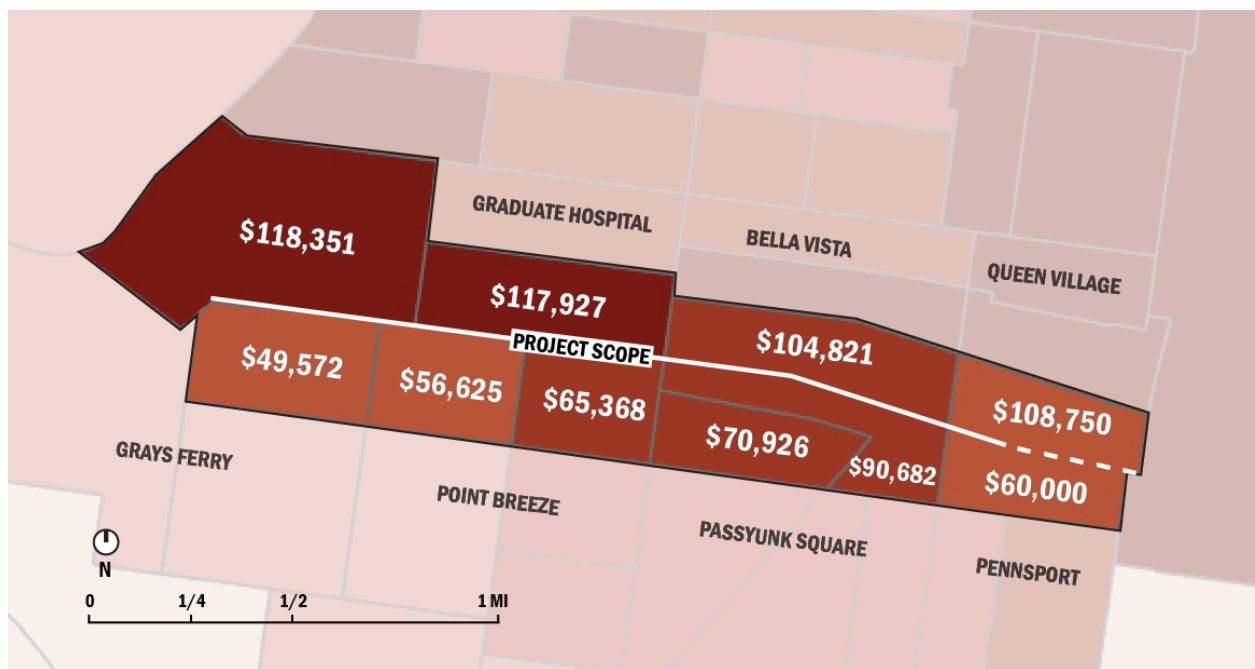 GRADUATE HOSPITAL
BELLA VISTA
QUEEN VILLAGE
$118,351
$117,927
$104,821
$108,750
PROJECT SCOPE
$49,572
$56,625
$65,368
$70,926
$90,682
$60,000
GRAYS FERRY
POINT BREEZE
PASSYUNK SQUARE
PENNSPORT
N
0 1/4 1/2 1 MI